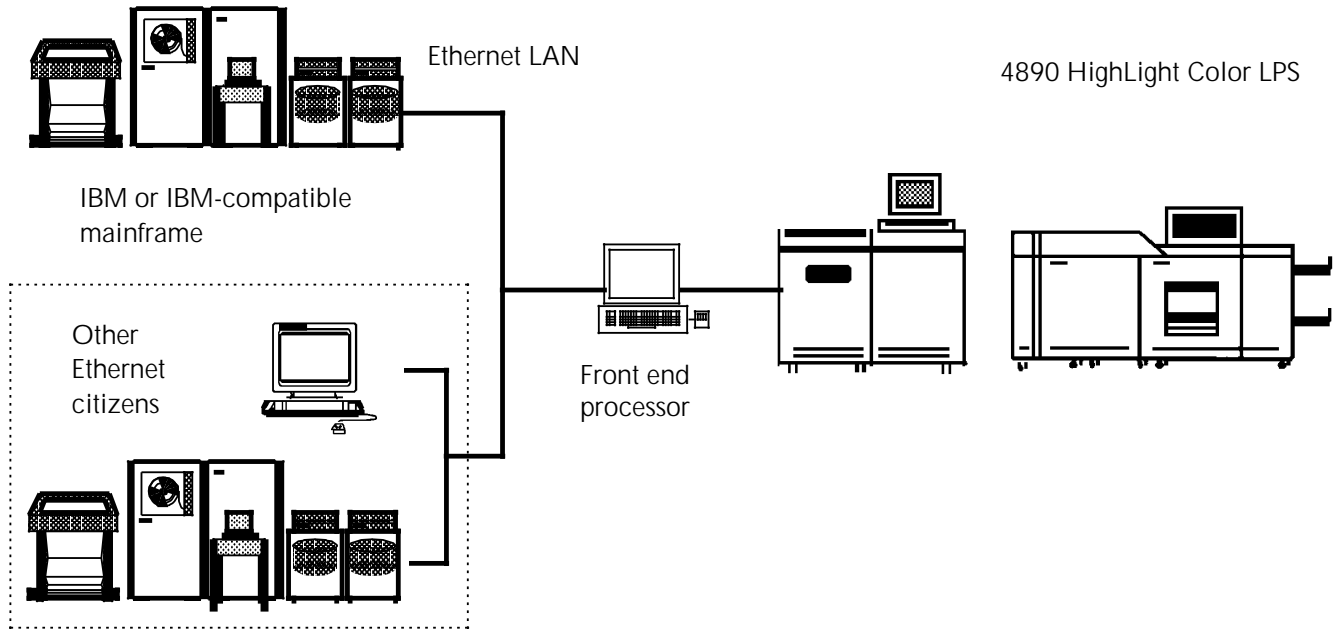 Ethernet LAN
4890 HighLight Color LPS
IBM or IBM-compatible
mainframe
Other
Ethernet
citizens
Front end
processor